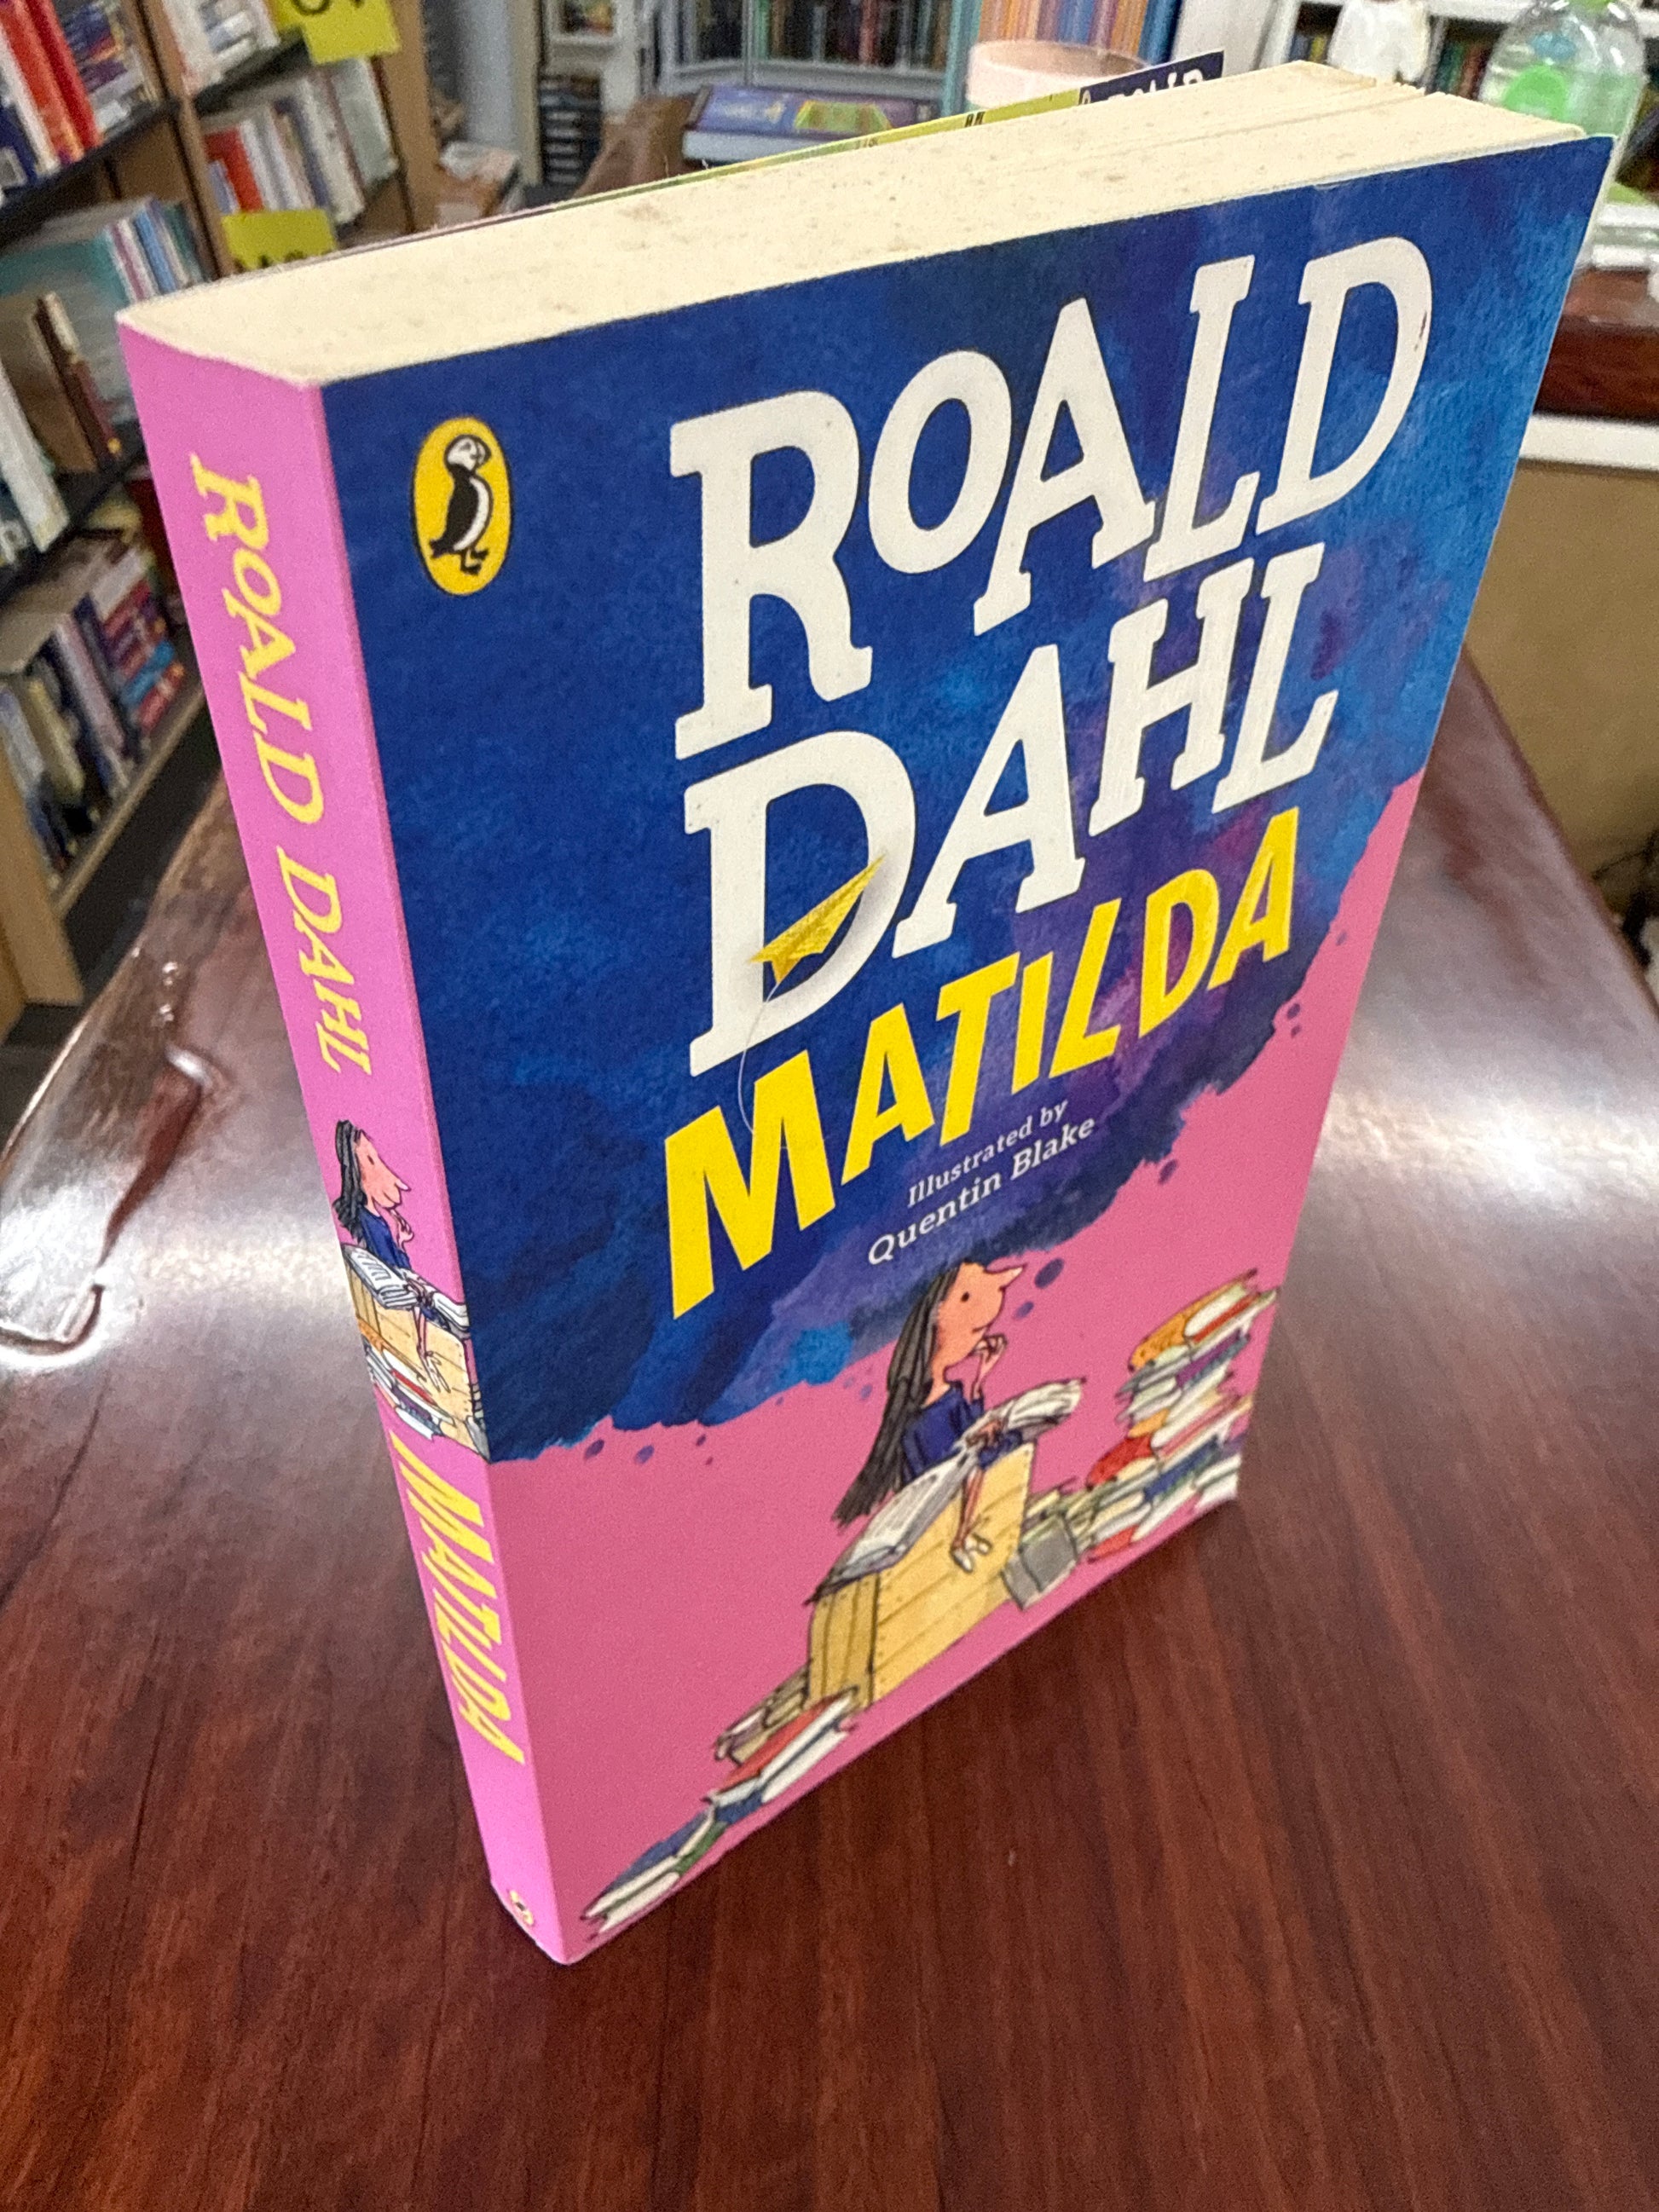 ROALD DAHL MATILDA
ROALD
DAHL
MATILDA
Illustrated by
Quentin Blake